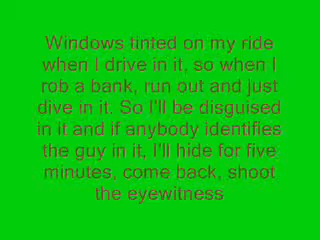 Windows tinted on my ride
when I drive in it, so when I
rob a bank, run out and just
dive in it. So I'll be disguised
in it and if anybody identifies
the guy in it, I'll hide for five
minutes, come back, shoot
the eyewitness